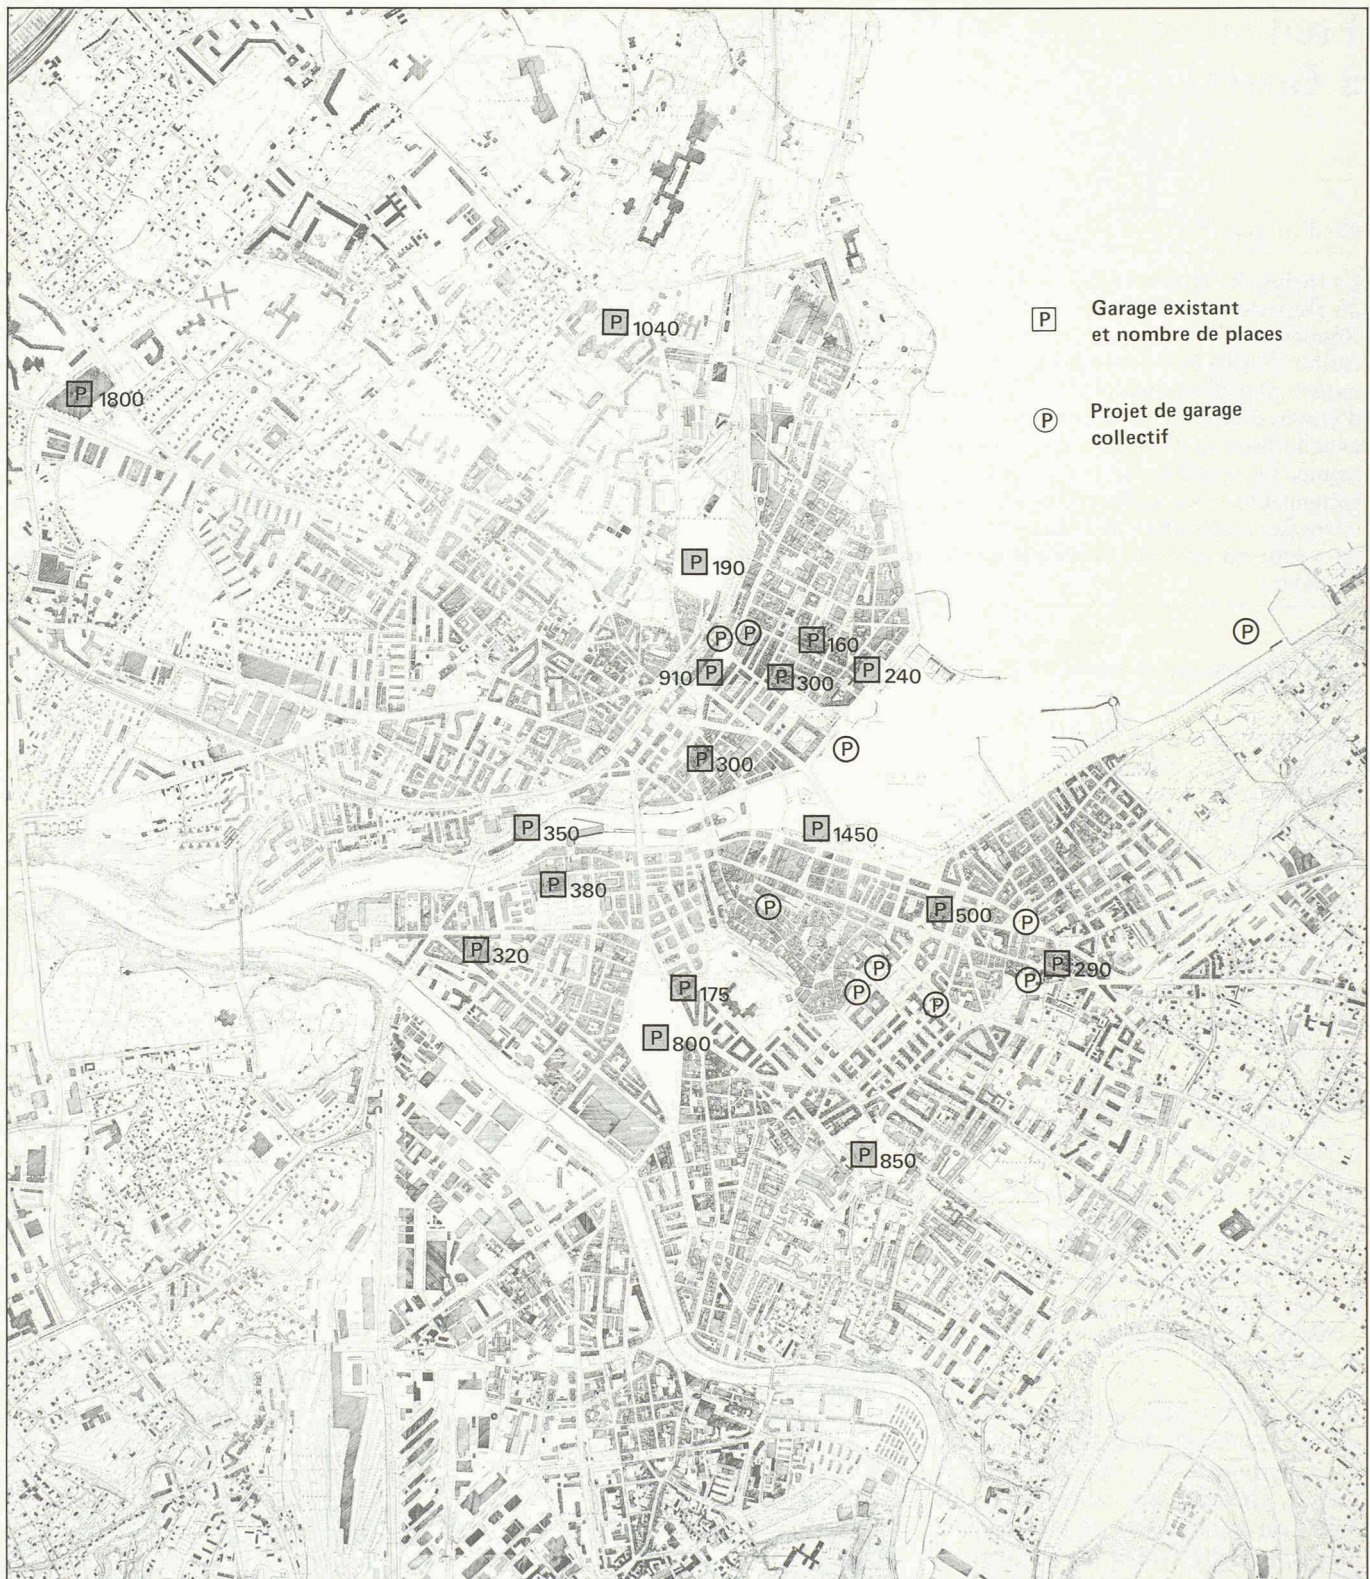 P Garage existant
et nombre de places
P Projet de garage
collectif
P 1040
P 1800
P 190
P P
P 160
910 P
P 300
P 240
P
P
P 300
P 350
P 1450
P 380
P
P 500
P
P 320
P
P 290
P
P 175
P
P
P 800
P 850